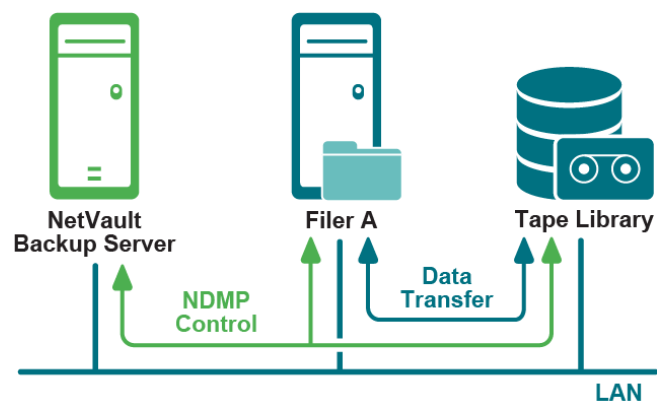 NetVault
Backup Server
Filer A
Tape Library
NDMP
Control
Data
Transfer
LAN